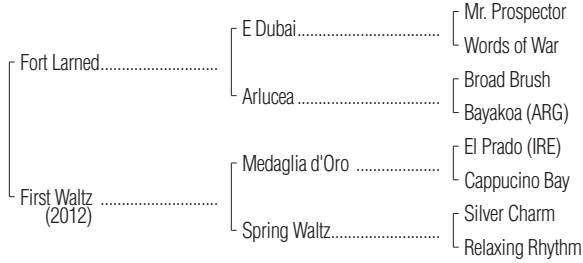 Mr. Prospector
E Dubai
Words of War
Fort Larned
Broad Brush
Arlucea
Bayakoa (ARG)
El Prado (IRE)
Medaglia d'Oro
Cappucino Bay
First Waltz
(2012)
Silver Charm
Spring Waltz
Relaxing Rhythm